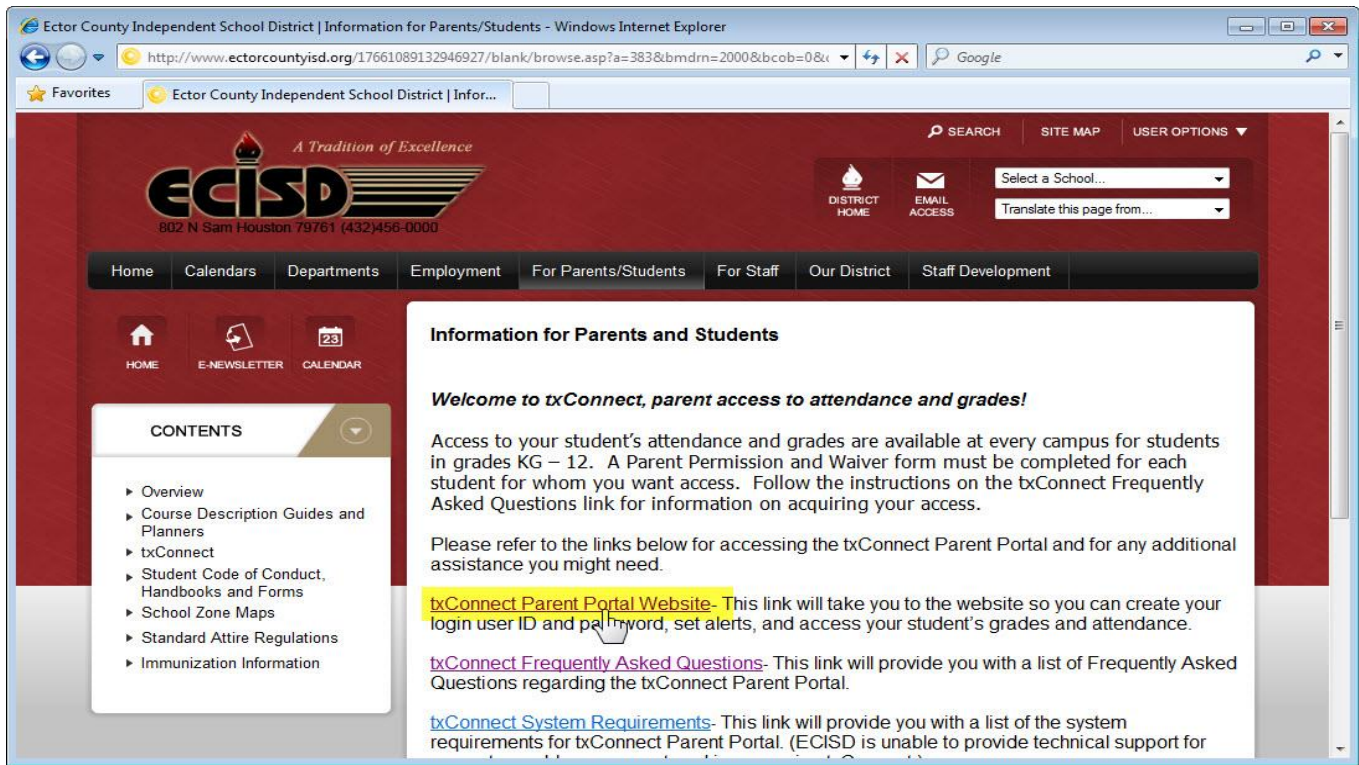 Ector County Independent School District | Information for Parents/Students - Windows Internet Explorer
http://www.ectorcountyisd.org/17661089132946927/blank/browse.asp?a=383&bmdrn=2000&bcob=0&c
Google
Favorites
Ector County Independent School District | Infor...
SEARCH
SITE MAP
USER OPTIONS
A Tradition of Excellence
ECISD
802 N Sam Houston 79761 (432)456-0000
DISTRICT HOME
EMAIL ACCESS
Select a School...
Translate this page from...
Home
Calendars
Departments
Employment
For Parents/Students
For Staff
Our District
Staff Development
23
HOME
E-NEWSLETTER
CALENDAR
CONTENTS
Overview
Course Description Guides and
Planners
txConnect
Student Code of Conduct,
Handbooks and Forms
School Zone Maps
Standard Attire Regulations
Immunization Information
Information for Parents and Students
Welcome to txConnect, parent access to attendance and grades!
Access to your student's attendance and grades are available at every campus for students
in grades KG – 12. A Parent Permission and Waiver form must be completed for each
student for whom you want access. Follow the instructions on the txConnect Frequently
Asked Questions link for information on acquiring your access.
Please refer to the links below for accessing the txConnect Parent Portal and for any additional
assistance you might need.
txConnect Parent Portal Website- This link will take you to the website so you can create your
login user ID and password, set alerts, and access your student's grades and attendance.
txConnect Frequently Asked Questions- This link will provide you with a list of Frequently Asked
Questions regarding the txConnect Parent Portal.
txConnect System Requirements- This link will provide you with a list of the system
requirements for txConnect Parent Portal. (ECISD is unable to provide technical support for